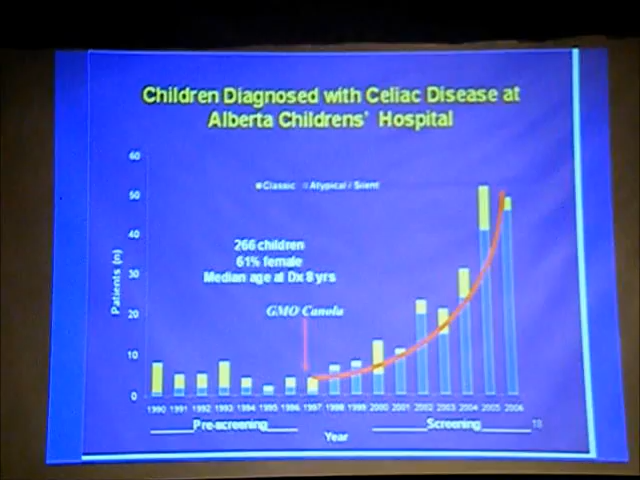 Children Diagnosed with Celiac Disease at
Alberta Childrens' Hospital
60
Classic Atypical / Silent
50
266 children
61% female
Median age at Dx 8 yrs
40
Patients (n)
30
GMO Canola
20
10
0
1990 1991 1992 1993 1994 1995 1996 1997 1998 1999 2000 2001 2002 2003 2004 2005 2006
Pre-screening Screening 18
Year